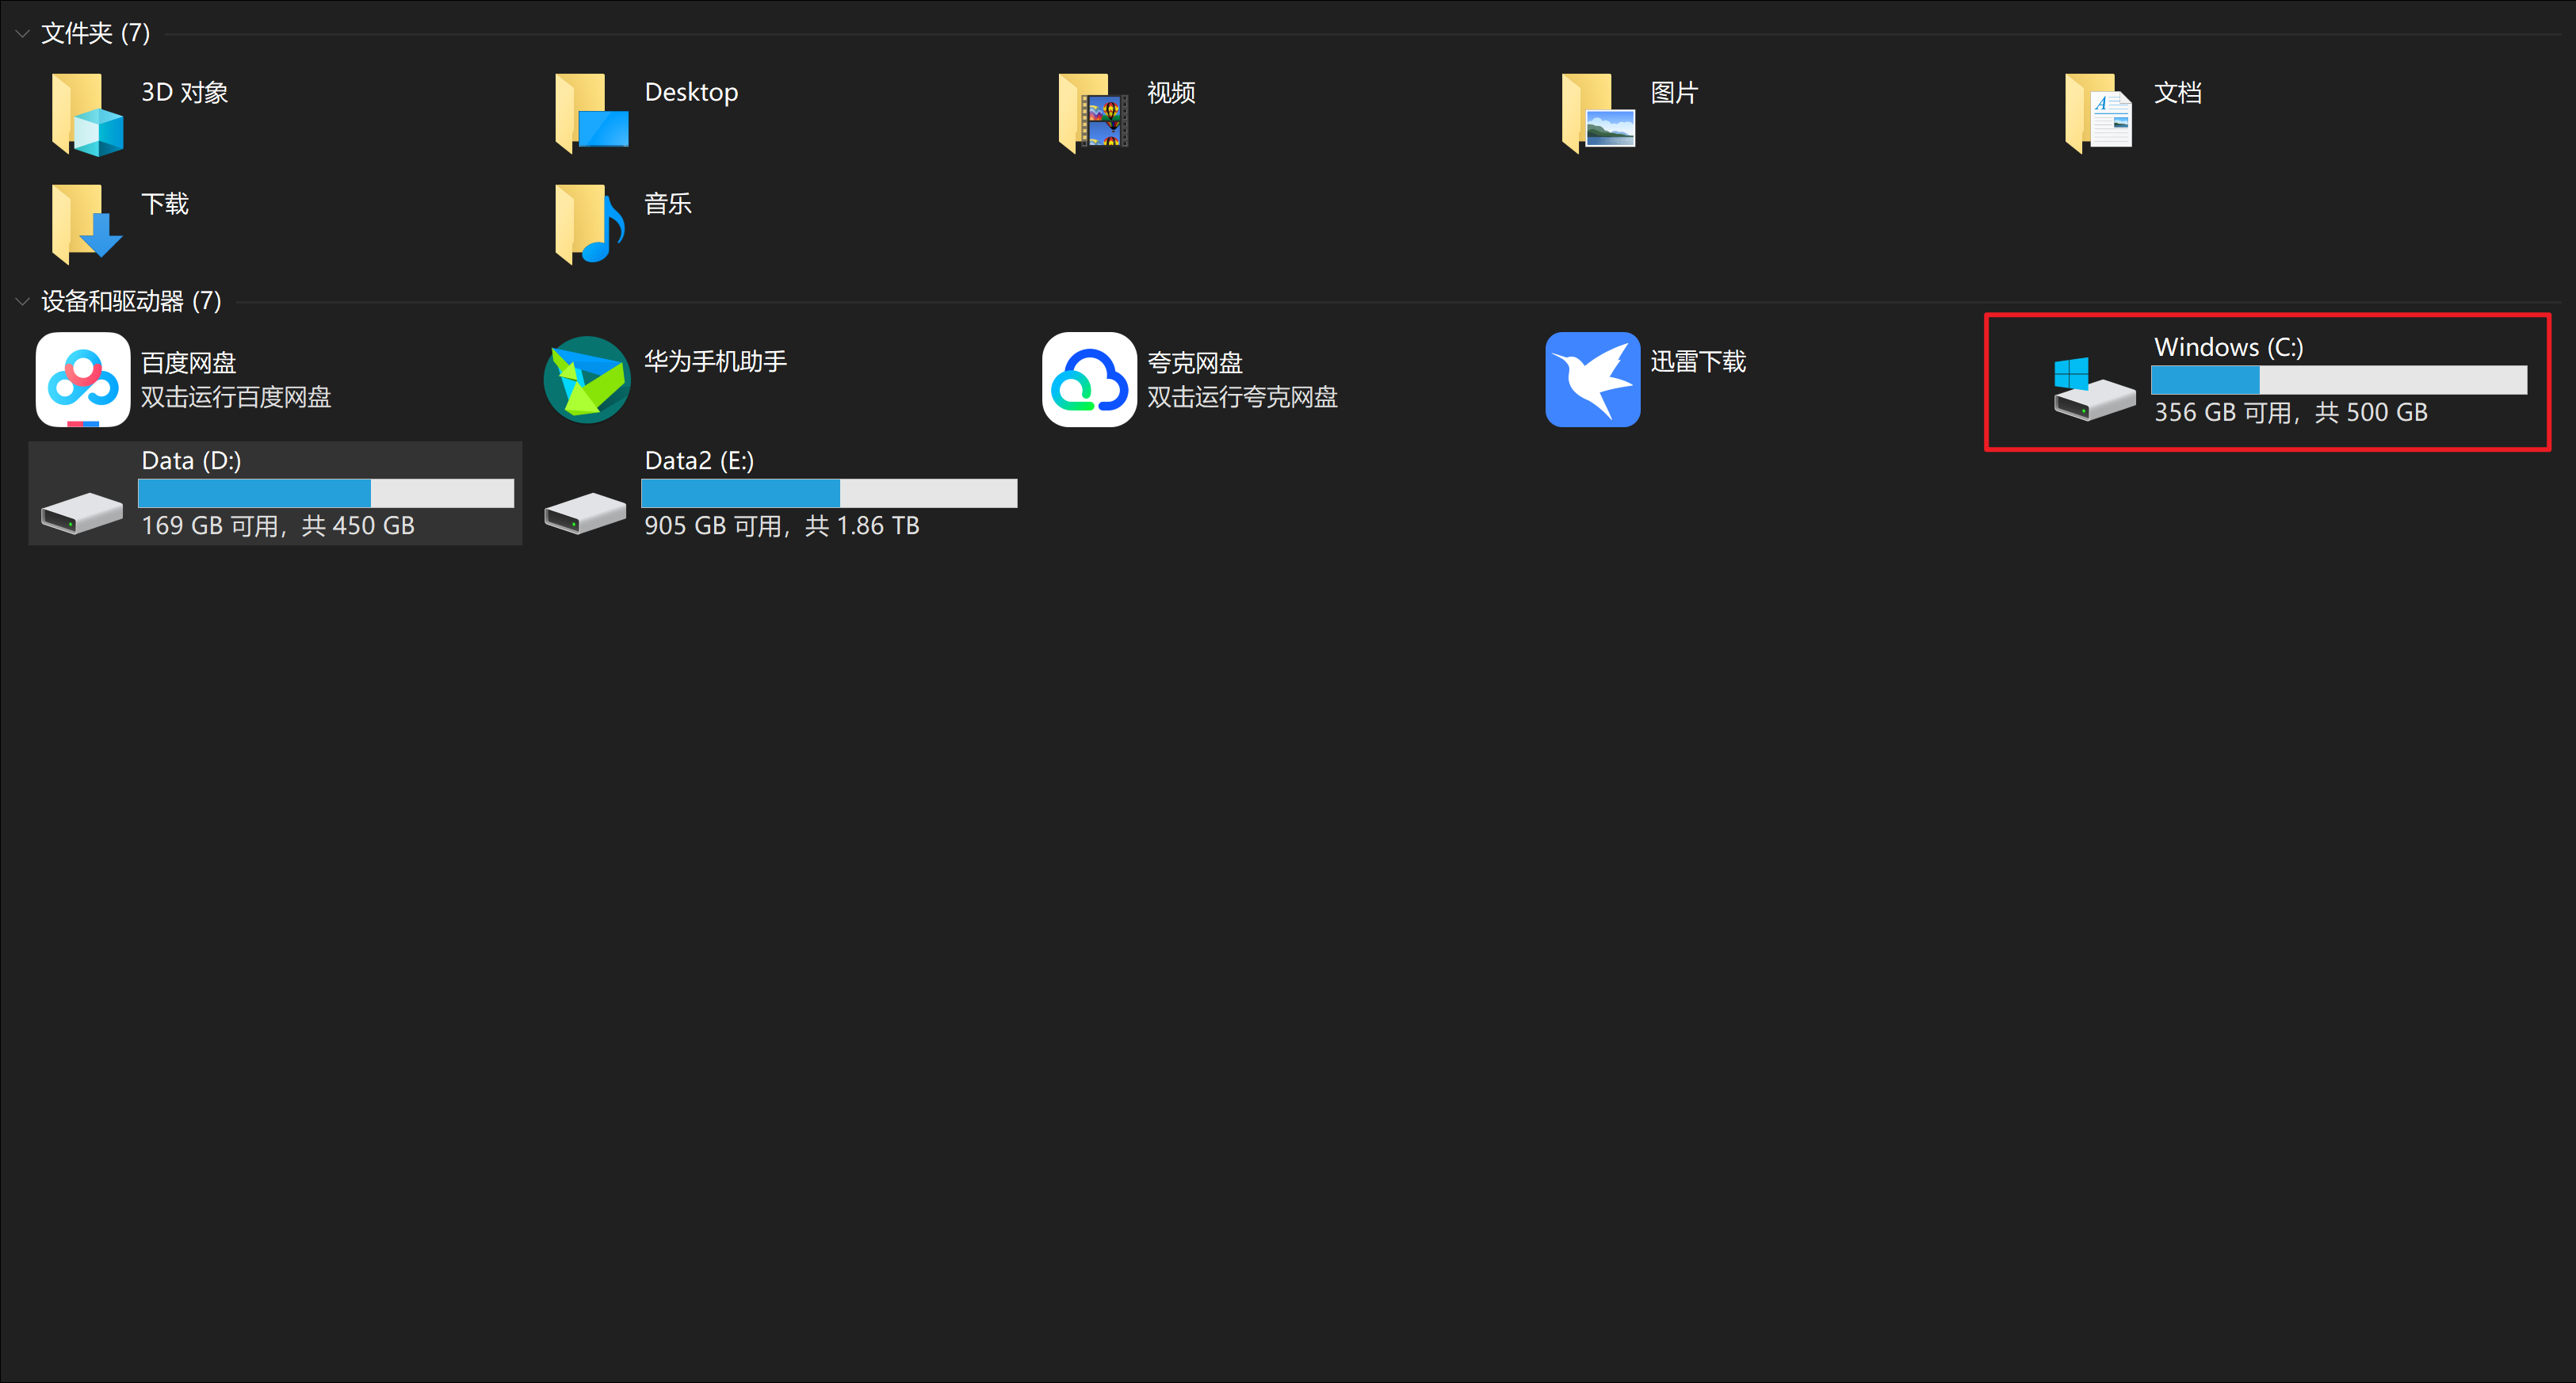 文件夹 (7)
3D 对象
Desktop
视频
图片
文档
下载
音乐
设备和驱动器 (7)
百度网盘
双击运行百度网盘
华为手机助手
夸克网盘
双击运行夸克网盘
迅雷下载
Windows (C:)
356 GB 可用，共 500 GB
Data (D:)
169 GB 可用，共 450 GB
Data2 (E:)
905 GB 可用，共 1.86 TB